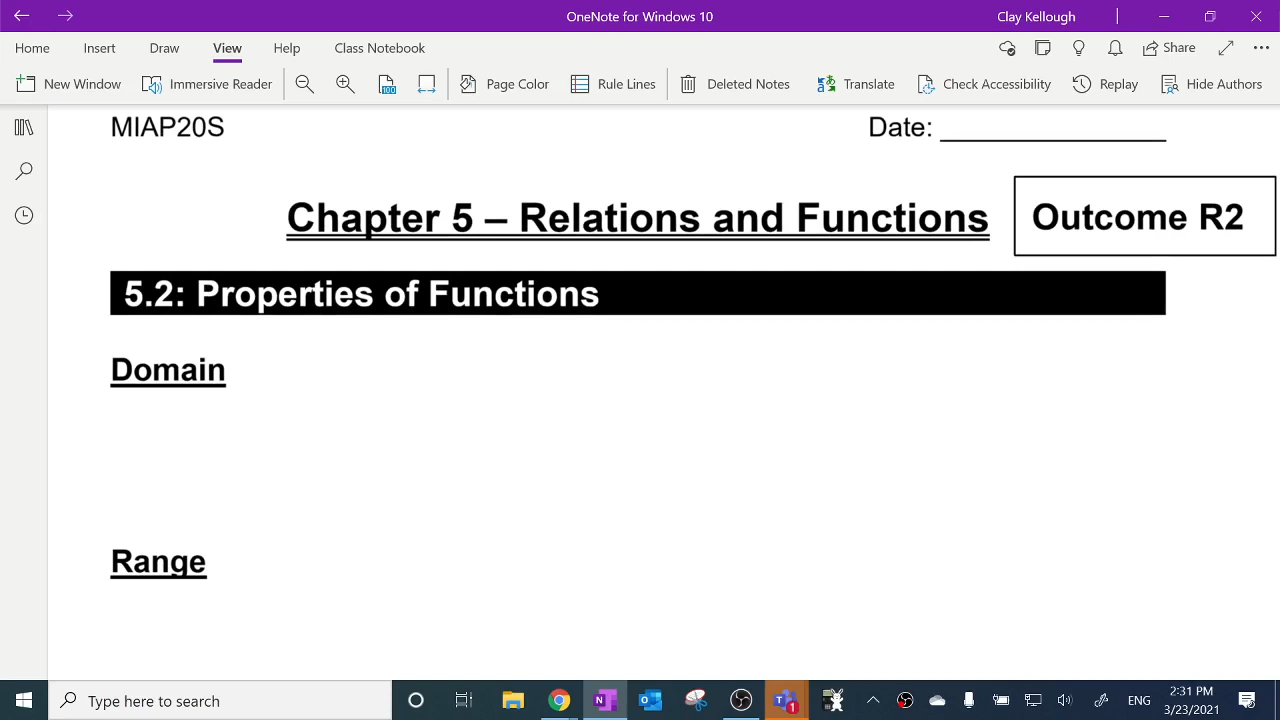 OneNote for Windows 10
Clay Kellough
Home Insert Draw View Help Class Notebook
Share
New Window Immersive Reader 100 Page Color Rule Lines Deleted Notes Translate Check Accessibility Replay Hide Authors
MIAP20S Date: _______________
Chapter 5 – Relations and Functions
Outcome R2
5.2: Properties of Functions
Domain
Range
Type here to search
1
ENG
2:31 PM
3/23/2021